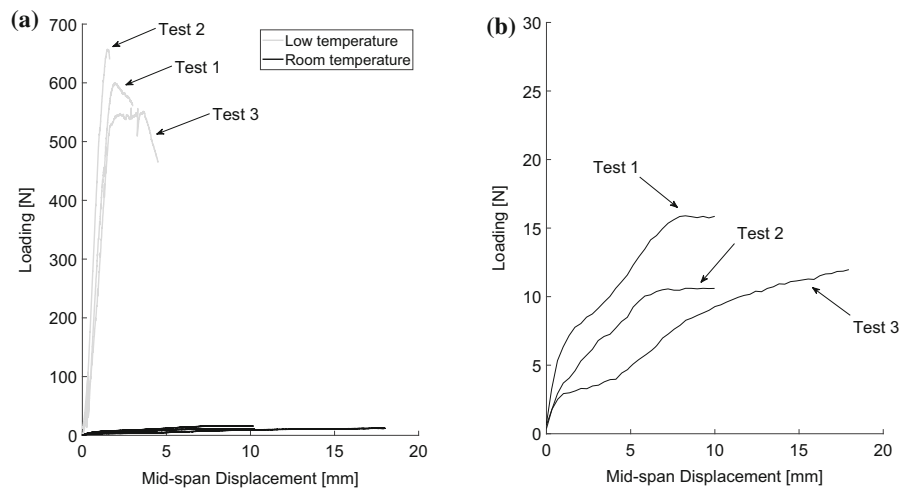 (a)
700
600
500
400
300
200
100
0
Loading [N]
Test 2
Test 1
Test 3
Low temperature
Room temperature
0 5 10 15 20
Mid-span Displacement [mm]
(b)
30
25
20
15
10
5
0
Loading [N]
Test 1
Test 2
Test 3
0 5 10 15 20
Mid-span Displacement [mm]